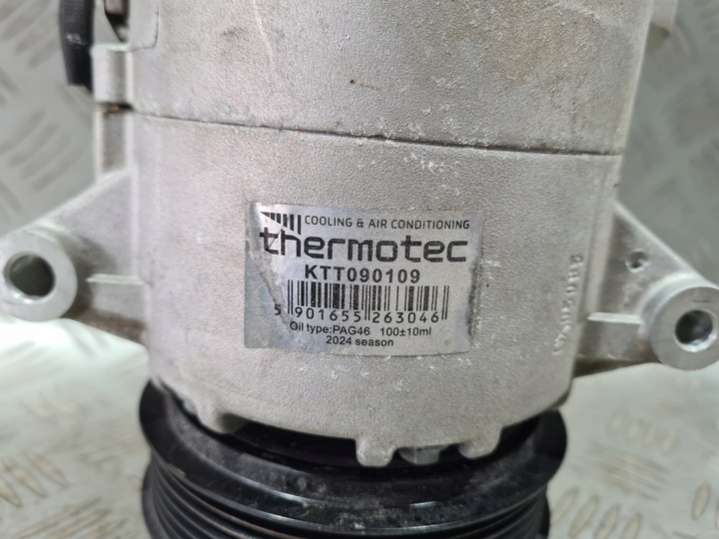 COOLING & AIR CONDITIONING
thermotec
KTT090109
5 901655 263046
Oil type:PAG46 100±10ml
2024 season